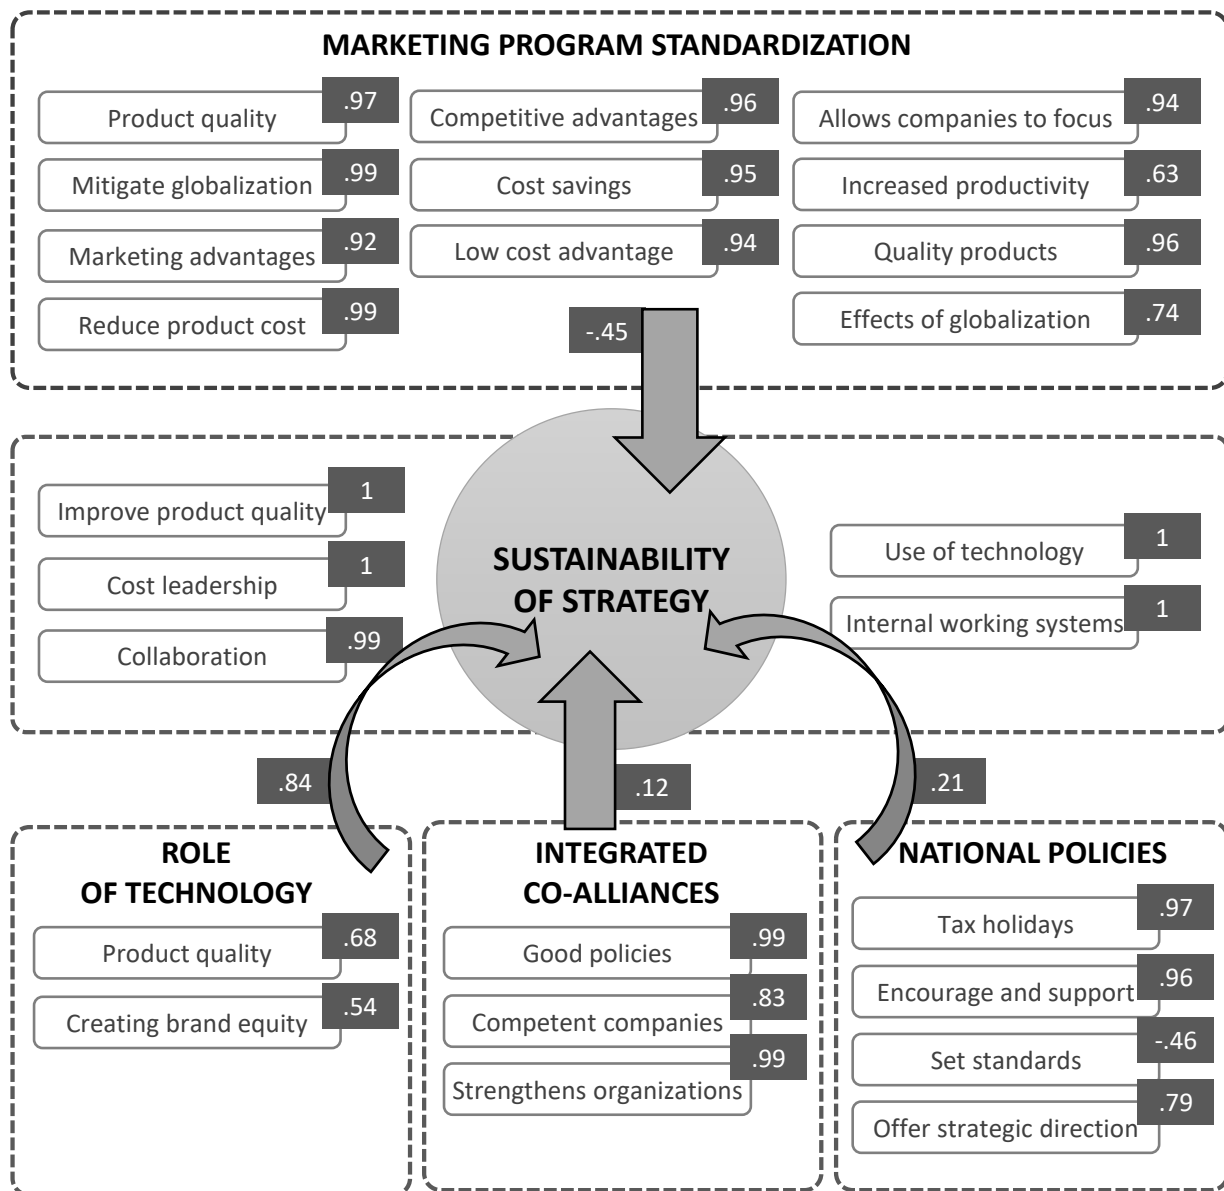 MARKETING PROGRAM STANDARDIZATION
Product quality .97
Mitigate globalization .99
Marketing advantages .92
Reduce product cost .99
Competitive advantages .96
Cost savings .95
Low cost advantage .94
Allows companies to focus .94
Increased productivity .63
Quality products .96
Effects of globalization .74
-.45
Improve product quality 1
Cost leadership 1
Collaboration .99
SUSTAINABILITY
OF STRATEGY
Use of technology 1
Internal working systems 1
.84
.12
.21
ROLE
OF TECHNOLOGY
Product quality .68
Creating brand equity .54
INTEGRATED
CO-ALLIANCES
Good policies .99
Competent companies .83
Strengthens organizations .99
NATIONAL POLICIES
Tax holidays .97
Encourage and support .96
Set standards -.46
Offer strategic direction .79